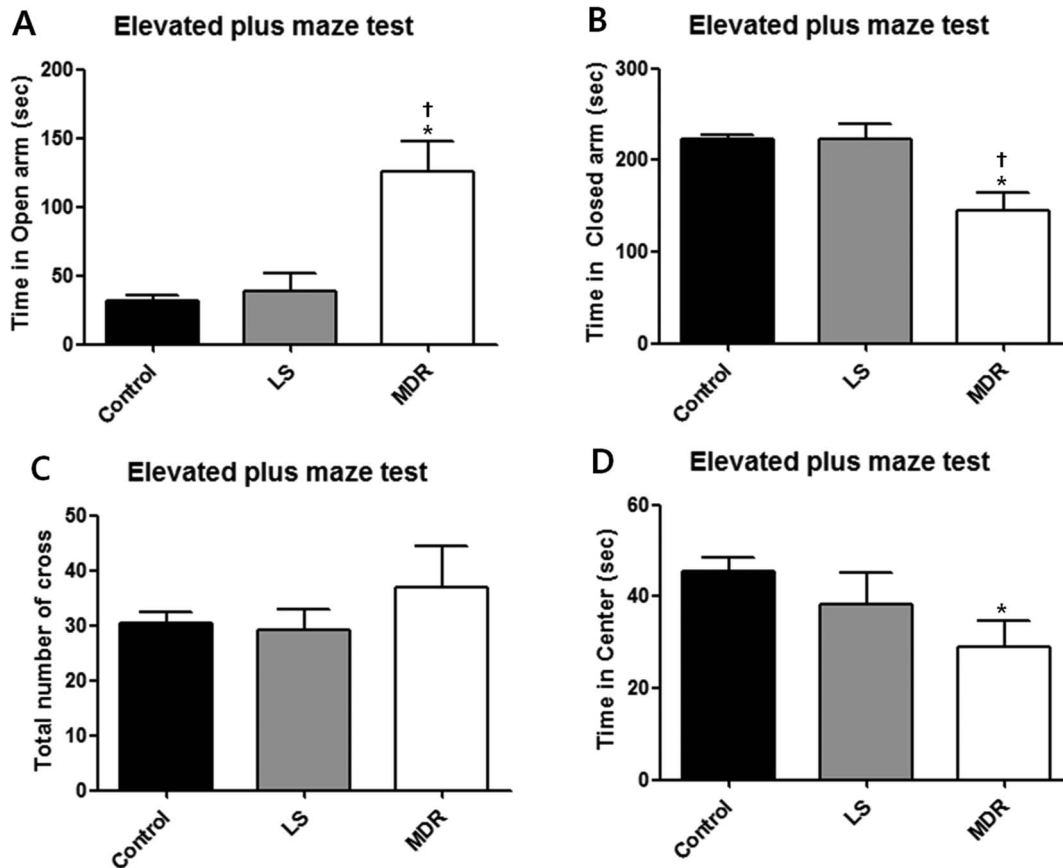 A
Elevated plus maze test
Time in Open arm (sec)
200
150
100
50
0
†
*
Control
LS
MDR
B
Elevated plus maze test
Time in Closed arm (sec)
300
200
100
0
†
*
Control
LS
MDR
C
Elevated plus maze test
Total number of cross
50
40
30
20
10
0
Control
LS
MDR
D
Elevated plus maze test
Time in Center (sec)
60
40
20
0
*
Control
LS
MDR